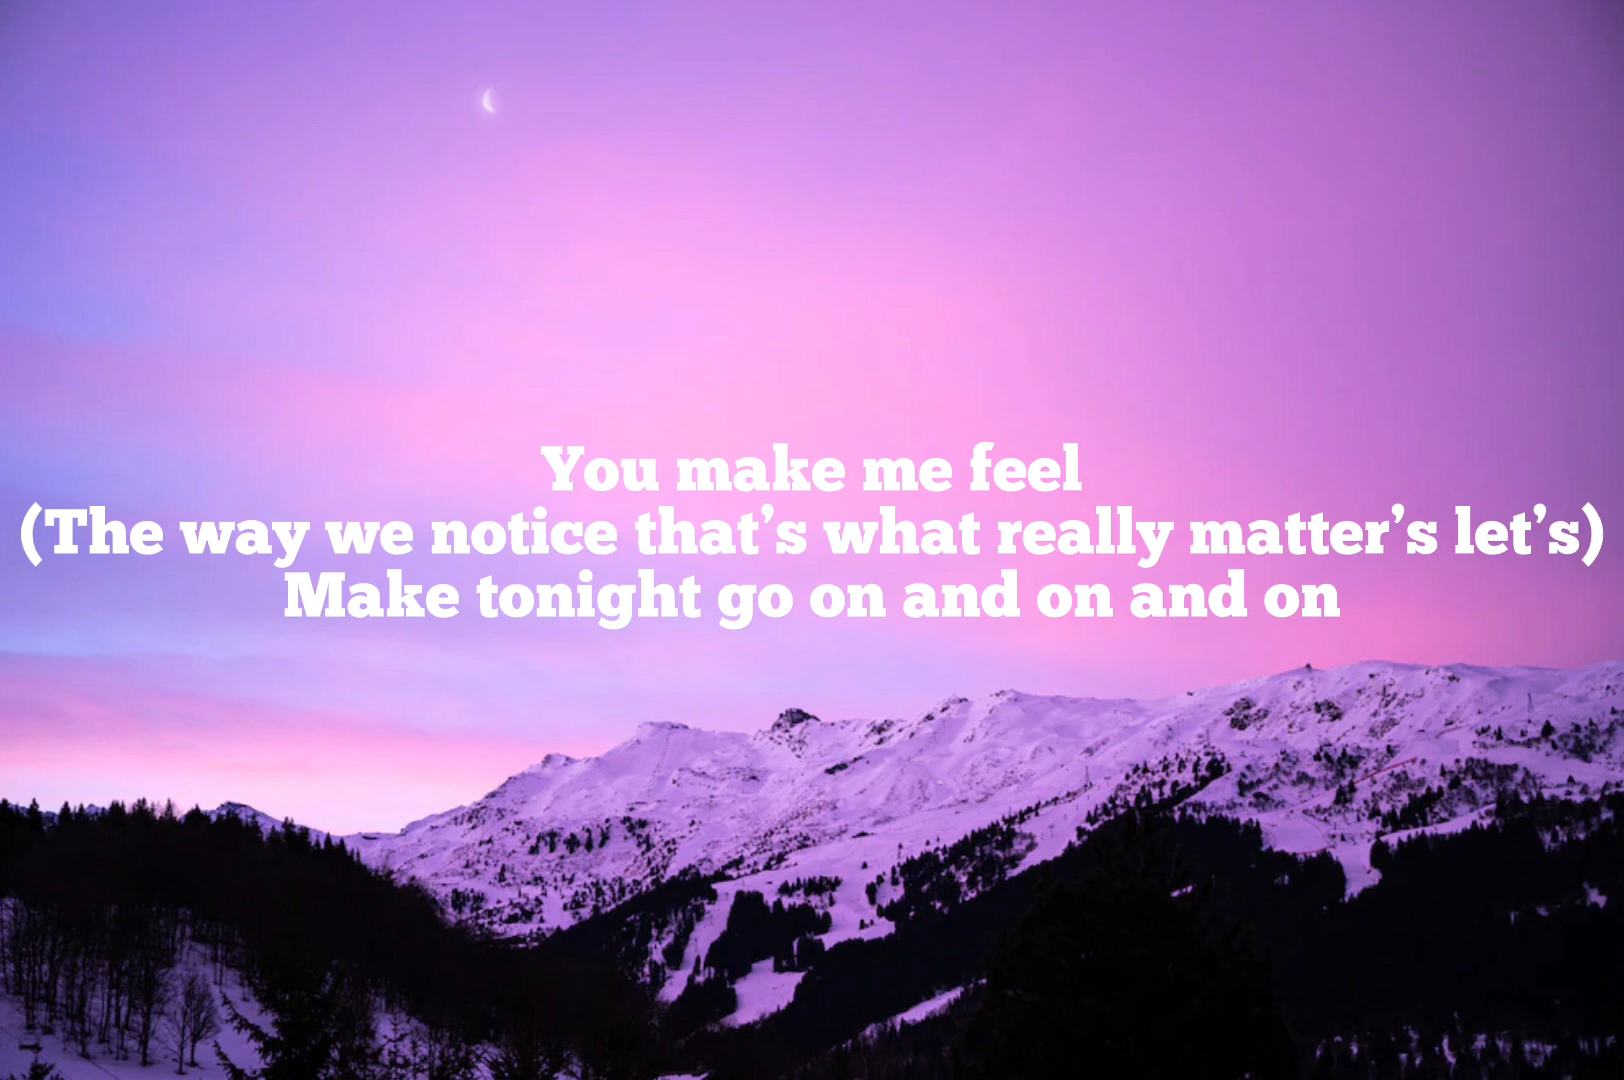 You make me feel
(The way we notice that’s what really matter’s let’s)
Make tonight go on and on and on